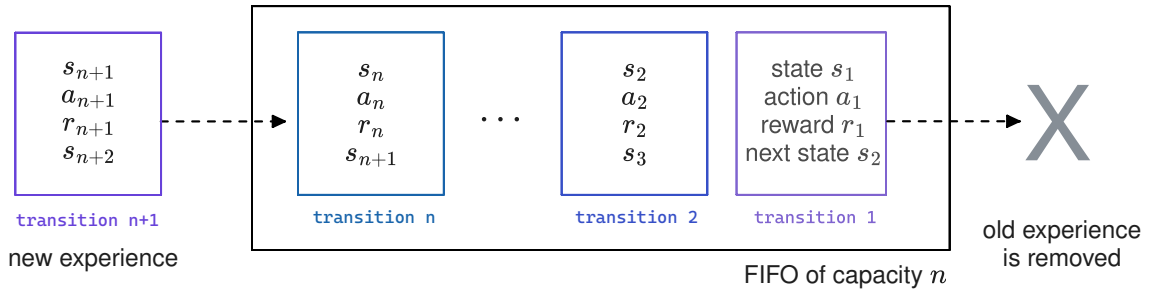 s_{n+1}
a_{n+1}
r_{n+1}
s_{n+2}
transition n+1
new experience
s_n
a_n
r_n
s_{n+1}
transition n
···
s_2
a_2
r_2
s_3
transition 2
state s_1
action a_1
reward r_1
next state s_2
transition 1
FIFO of capacity n
X
old experience
is removed